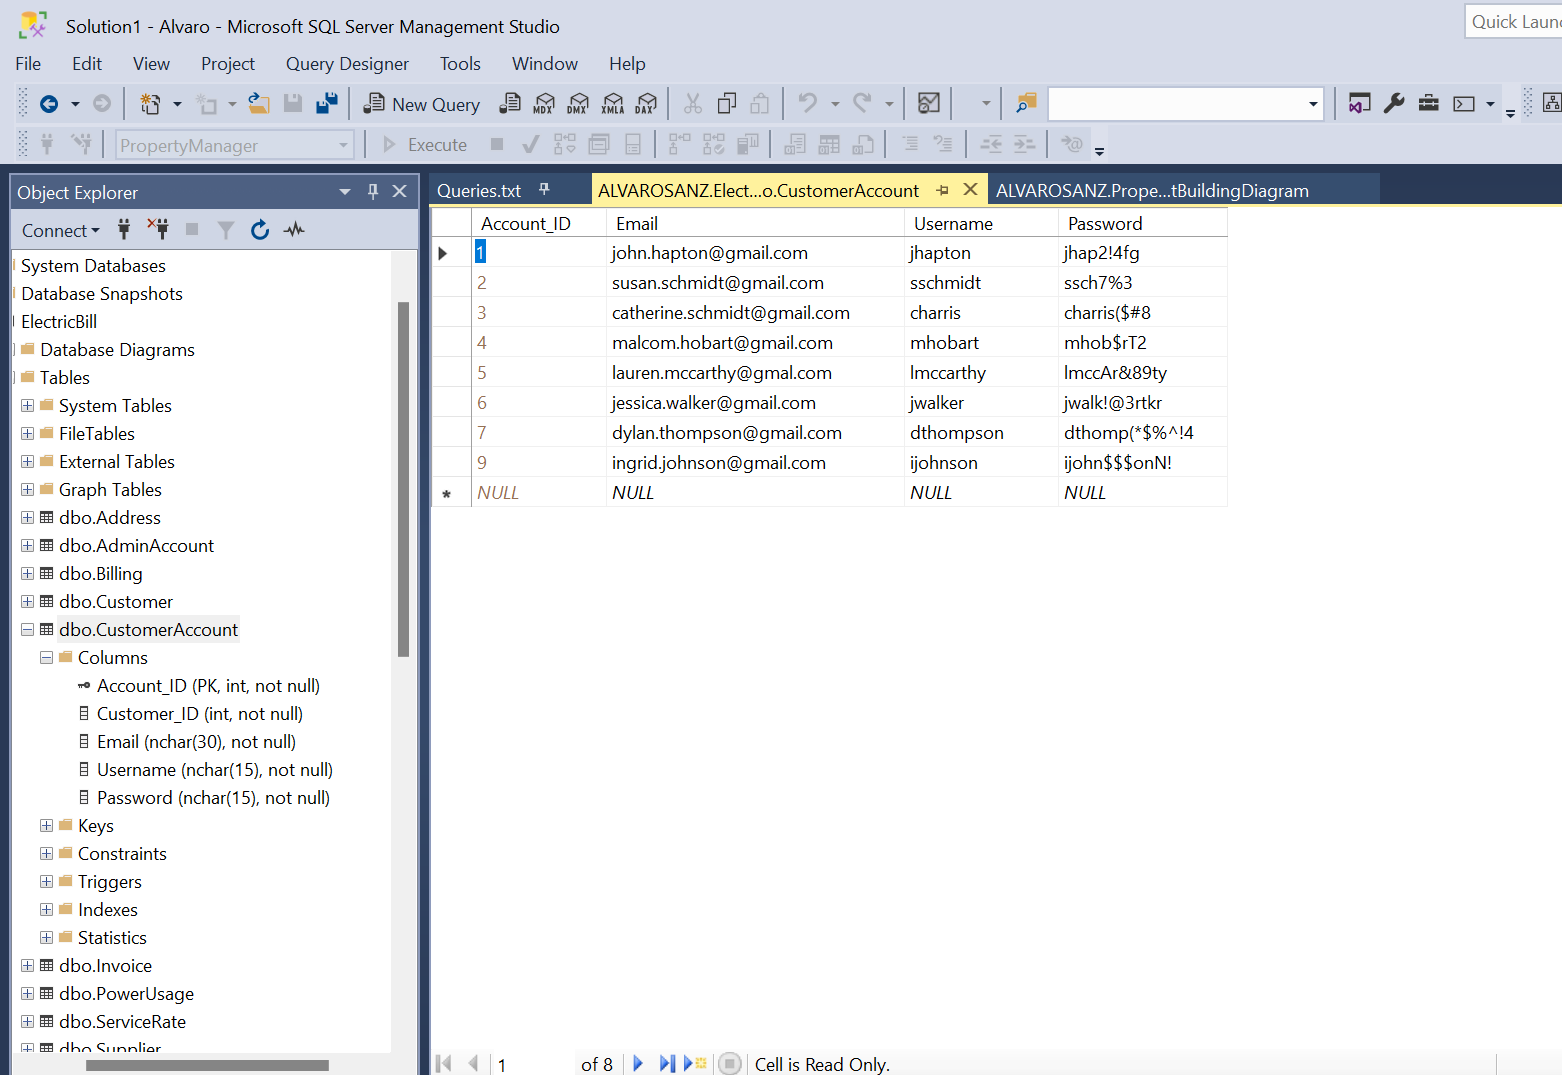 Solution1 - Alvaro - Microsoft SQL Server Management Studio
Quick Laun
File Edit View Project Query Designer Tools Window Help
New Query MDX DMX XMLA DAX
PropertyManager Execute
Object Explorer
Queries.txt ALVAROSANZ.Elect...o.CustomerAccount ALVAROSANZ.Prope...tBuildingDiagram
Connect
System Databases
Database Snapshots
ElectricBill
Database Diagrams
Tables
System Tables
FileTables
External Tables
Graph Tables
dbo.Address
dbo.AdminAccount
dbo.Billing
dbo.Customer
dbo.CustomerAccount
Columns
Account_ID (PK, int, not null)
Customer_ID (int, not null)
Email (nchar(30), not null)
Username (nchar(15), not null)
Password (nchar(15), not null)
Keys
Constraints
Triggers
Indexes
Statistics
dbo.Invoice
dbo.PowerUsage
dbo.ServiceRate
dbo.Supplier
Account_ID Email Username Password
1 john.hapton@gmail.com jhapton jhap2!4fg
2 susan.schmidt@gmail.com sschmidt ssch7%3
3 catherine.schmidt@gmail.com charris charris($#8
4 malcom.hobart@gmail.com mhobart mhob$rT2
5 lauren.mccarthy@gmal.com lmccarthy lmccAr&89ty
6 jessica.walker@gmail.com jwalker jwalk!@3rtkr
7 dylan.thompson@gmail.com dthompson dthomp(*$%^!4
9 ingrid.johnson@gmail.com ijohnson ijohn$$$onN!
NULL NULL NULL NULL
1 of 8 Cell is Read Only.